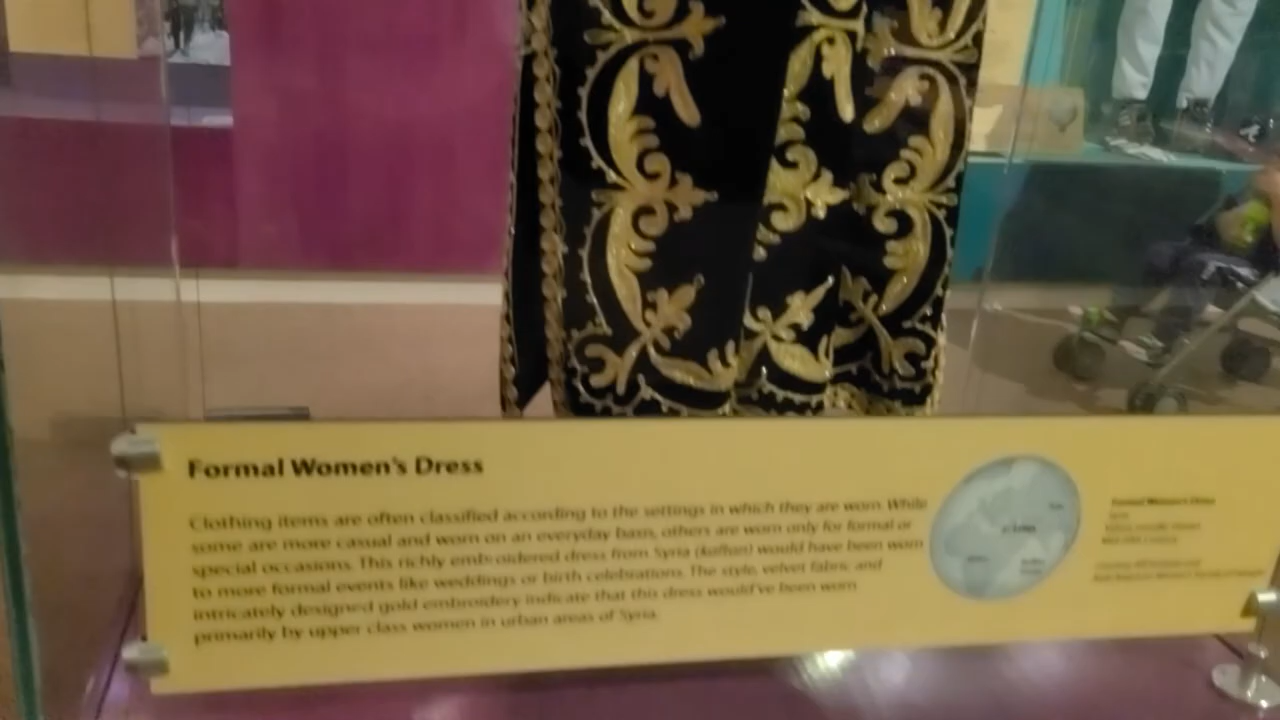 Formal Women's Dress
Clothing items are often classified according to the settings in which they are worn. While
some are more casual and worn on an everyday basis, others are worn only for formal or
special occasions. This richly embroidered dress from Syria (kaftan) would have been worn
to more formal events like weddings or birth celebrations. The style, velvet fabric and
intricately designed gold embroidery indicate that this dress would've been worn
primarily by upper class women in urban areas of Syria.
Formal Women's Dress
Syria